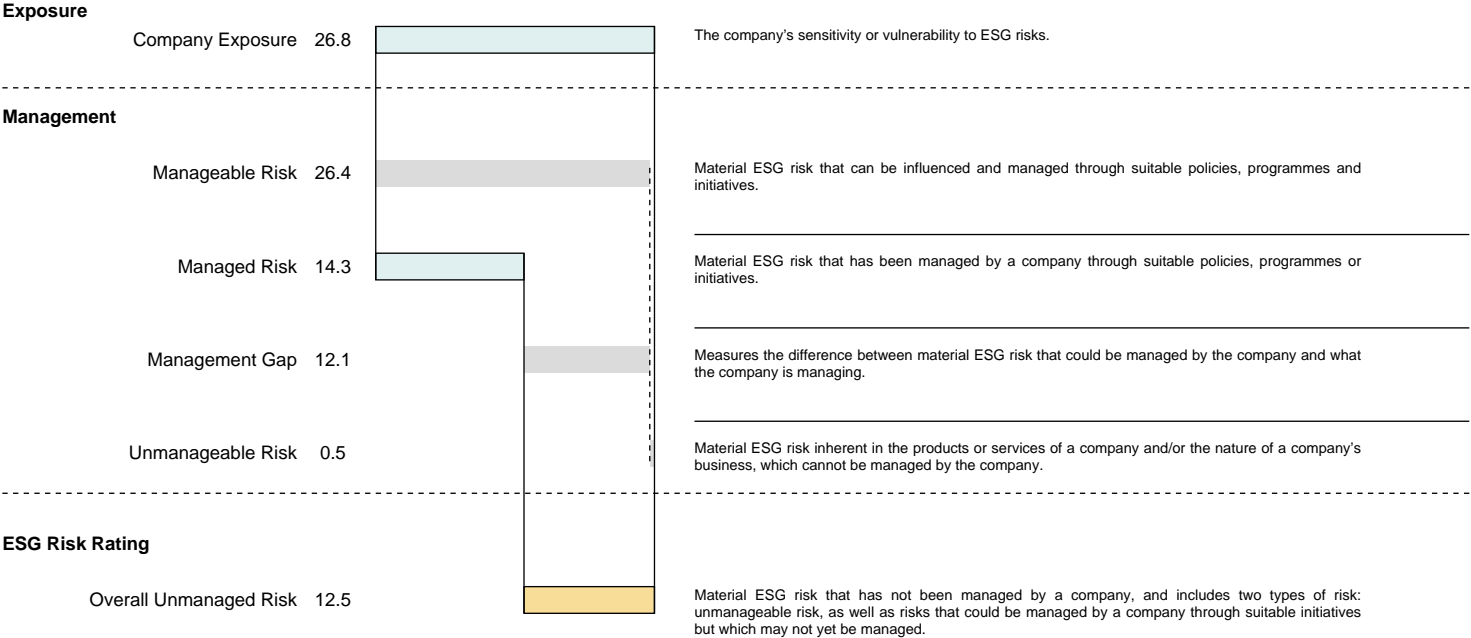 Exposure
Company Exposure 26.8
The company’s sensitivity or vulnerability to ESG risks.
Management
Manageable Risk 26.4
Material ESG risk that can be influenced and managed through suitable policies, programmes and
initiatives.
Managed Risk 14.3
Material ESG risk that has been managed by a company through suitable policies, programmes or
initiatives.
Management Gap 12.1
Measures the difference between material ESG risk that could be managed by the company and what
the company is managing.
Unmanageable Risk 0.5
Material ESG risk inherent in the products or services of a company and/or the nature of a company’s
business, which cannot be managed by the company.
ESG Risk Rating
Overall Unmanaged Risk 12.5
Material ESG risk that has not been managed by a company, and includes two types of risk:
unmanageable risk, as well as risks that could be managed by a company through suitable initiatives
but which may not yet be managed.